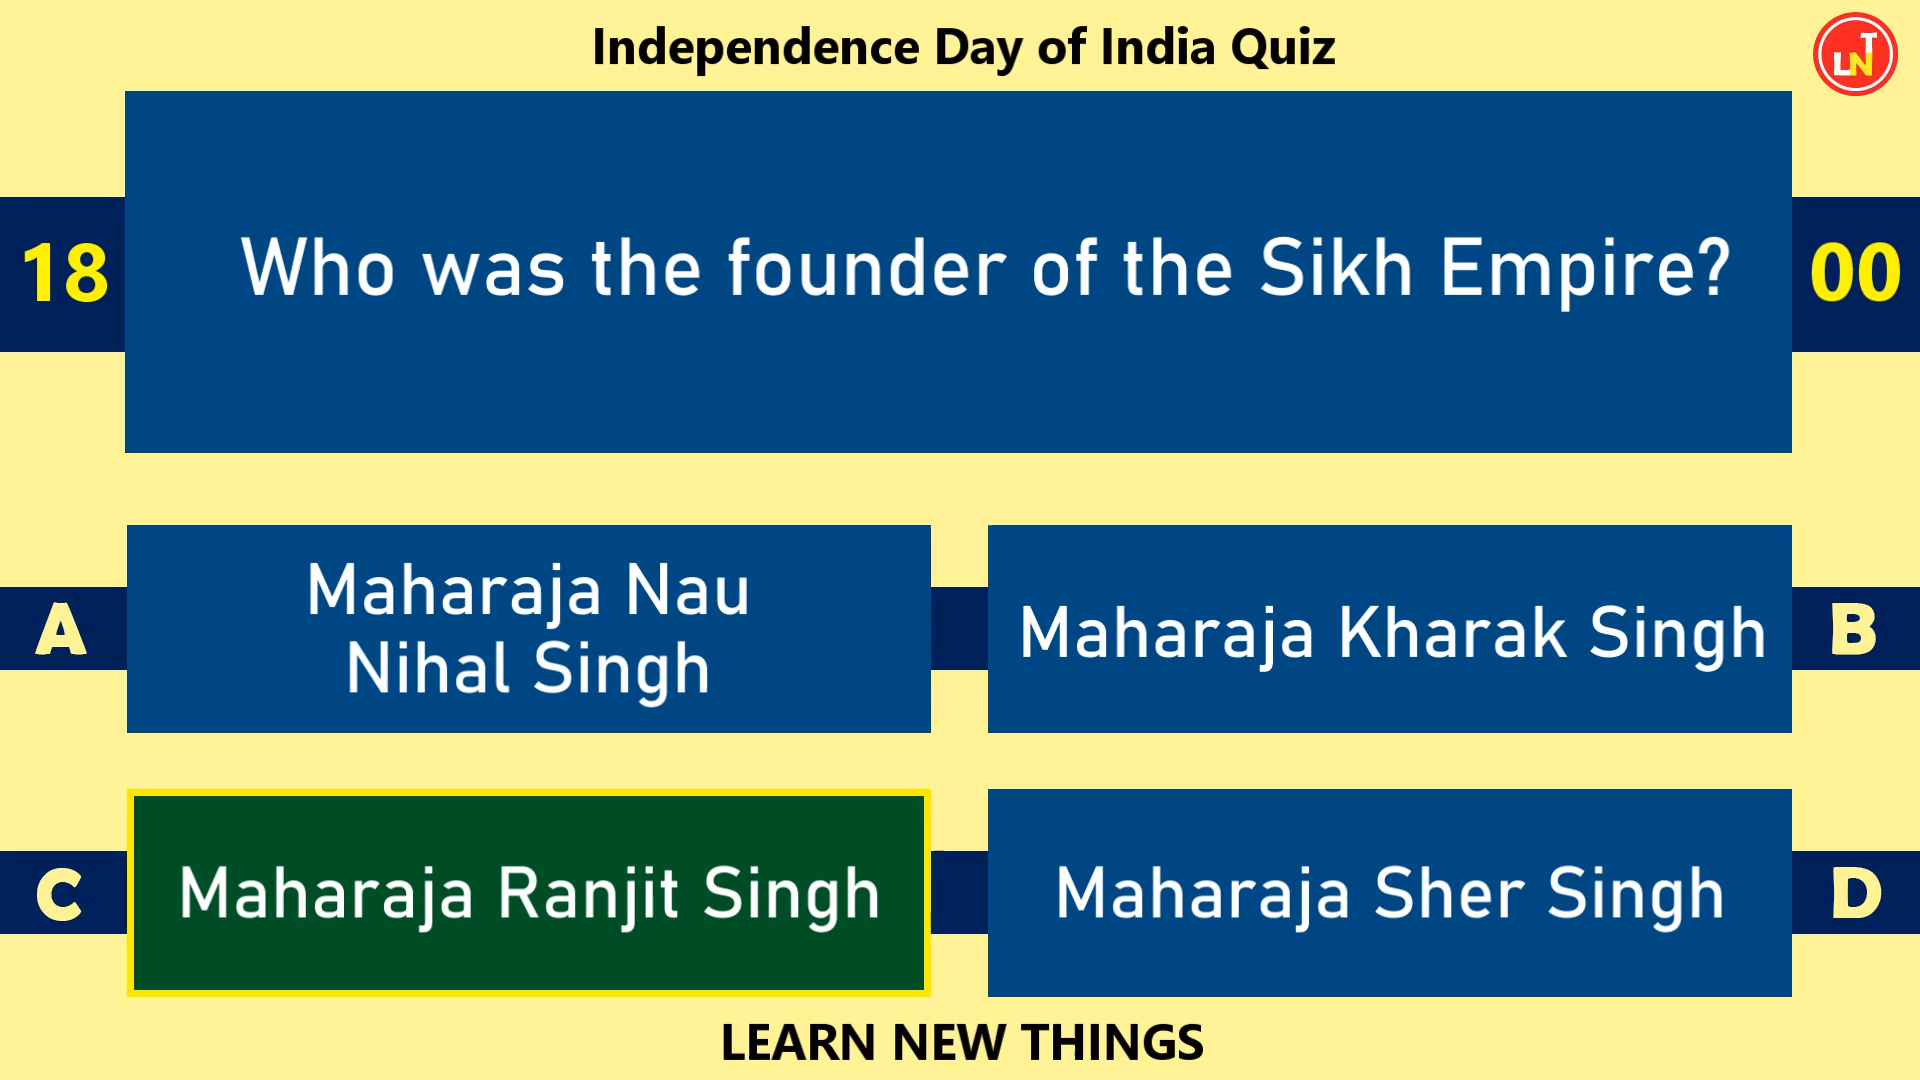 Independence Day of India Quiz
LNT
18
Who was the founder of the Sikh Empire?
00
A
Maharaja Nau
Nihal Singh
Maharaja Kharak Singh
B
C
Maharaja Ranjit Singh
Maharaja Sher Singh
D
LEARN NEW THINGS